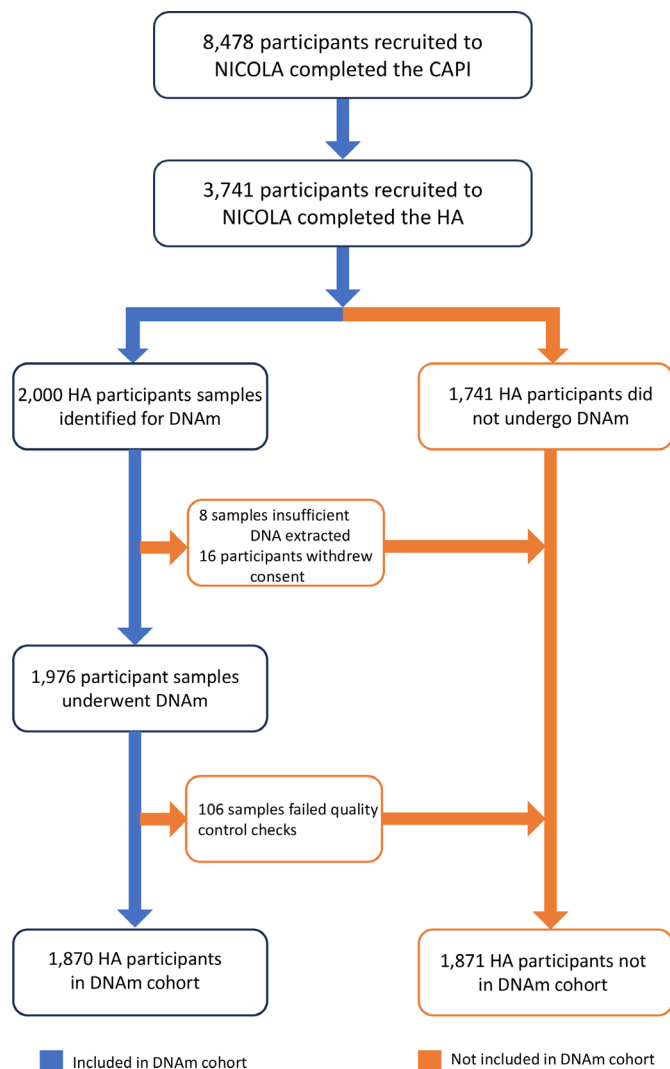 8,478 participants recruited to
NICOLA completed the CAPI
3,741 participants recruited to
NICOLA completed the HA
2,000 HA participants samples
identified for DNAm
1,741 HA participants did
not undergo DNAm
8 samples insufficient
DNA extracted
16 participants withdrew
consent
1,976 participant samples
underwent DNAm
106 samples failed quality
control checks
1,870 HA participants
in DNAm cohort
1,871 HA participants not
in DNAm cohort
Included in DNAm cohort
Not included in DNAm cohort